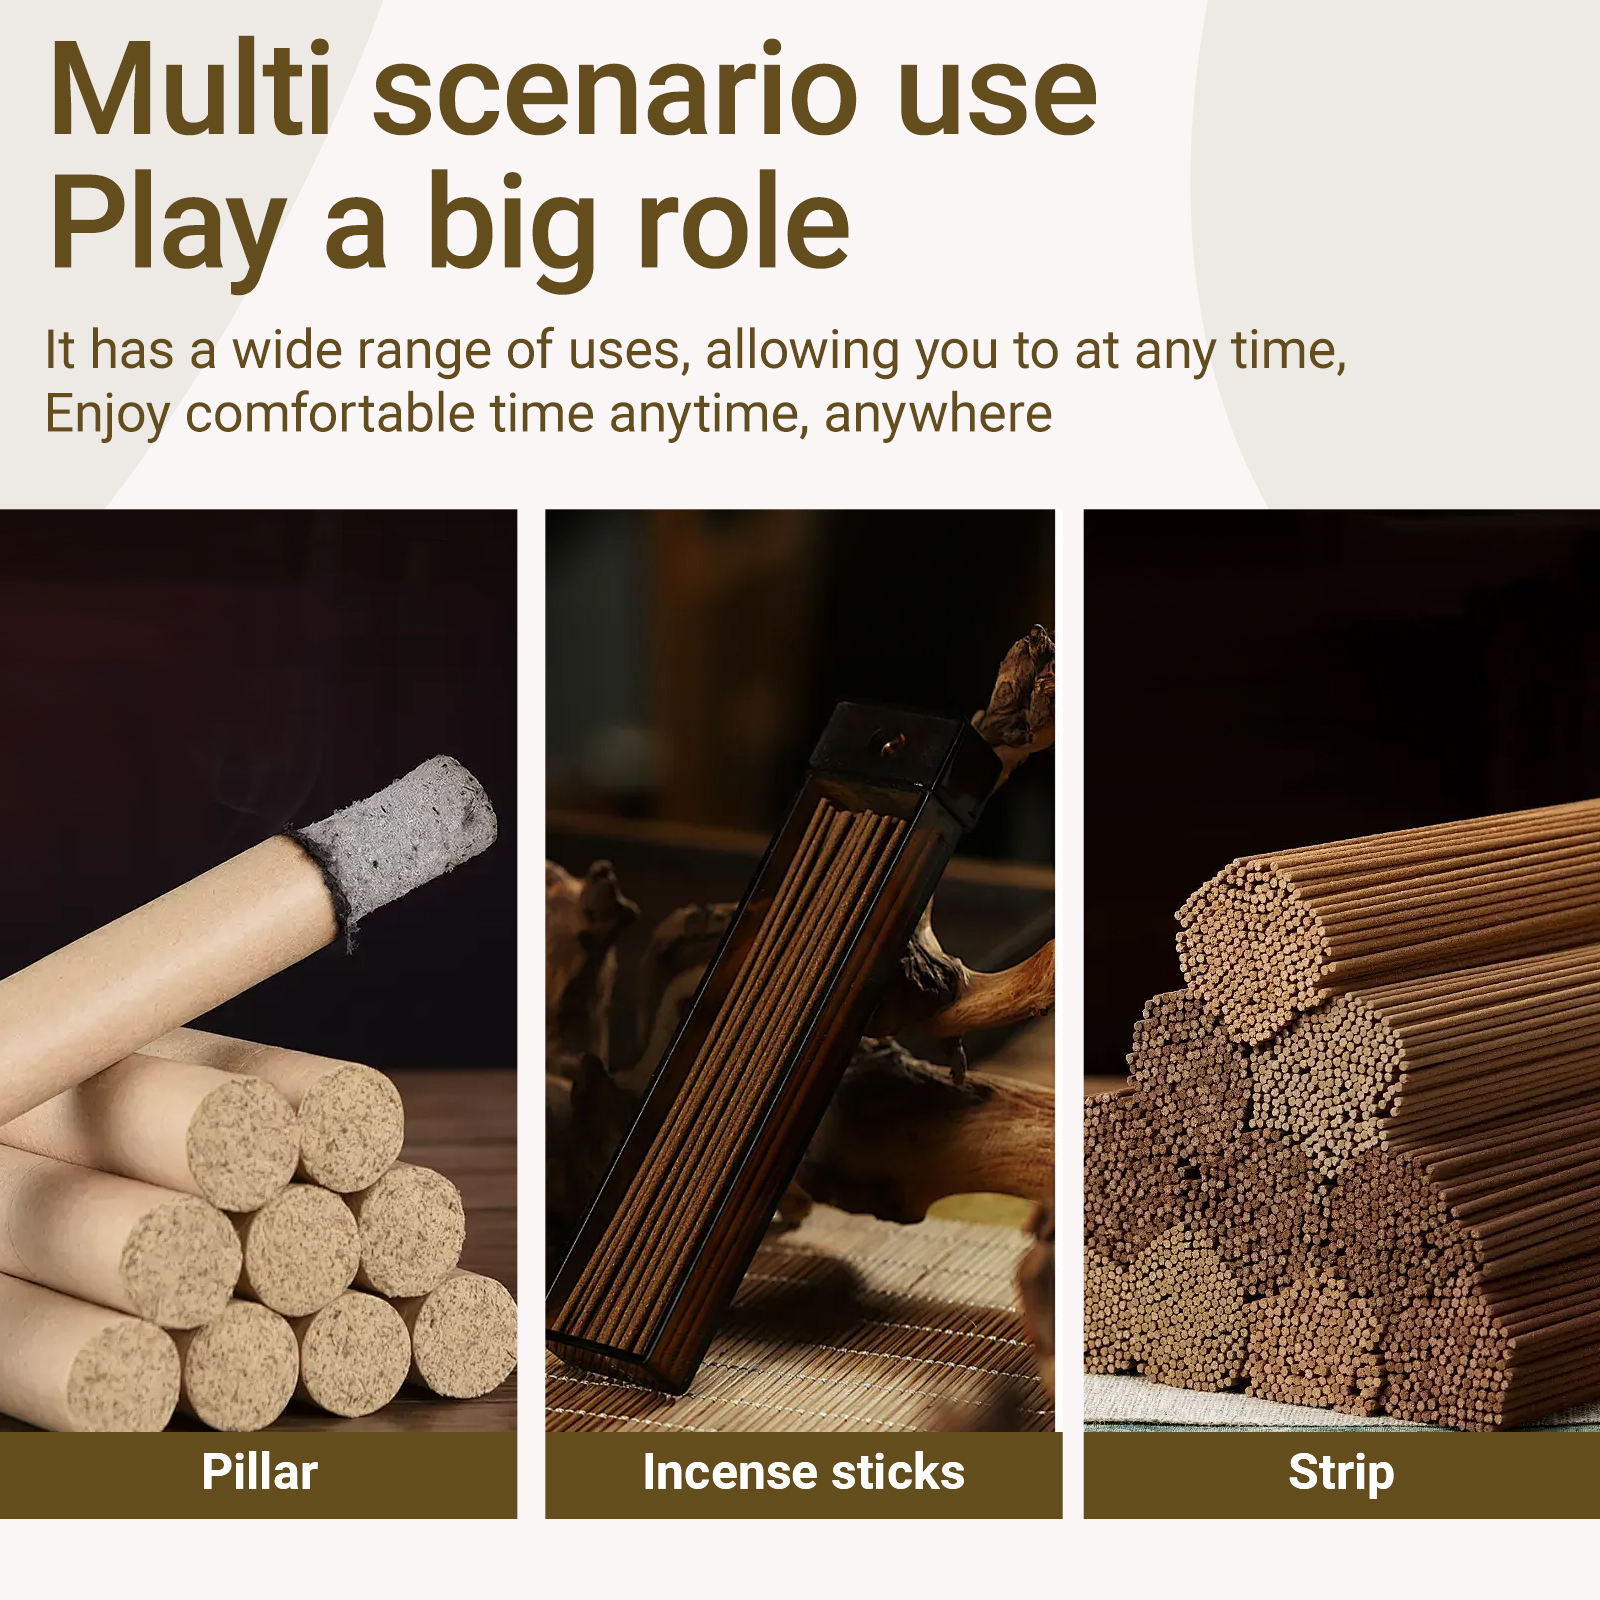 Multi scenario use
Play a big role
It has a wide range of uses, allowing you to at any time,
Enjoy comfortable time anytime, anywhere
Pillar
Incense sticks
Strip